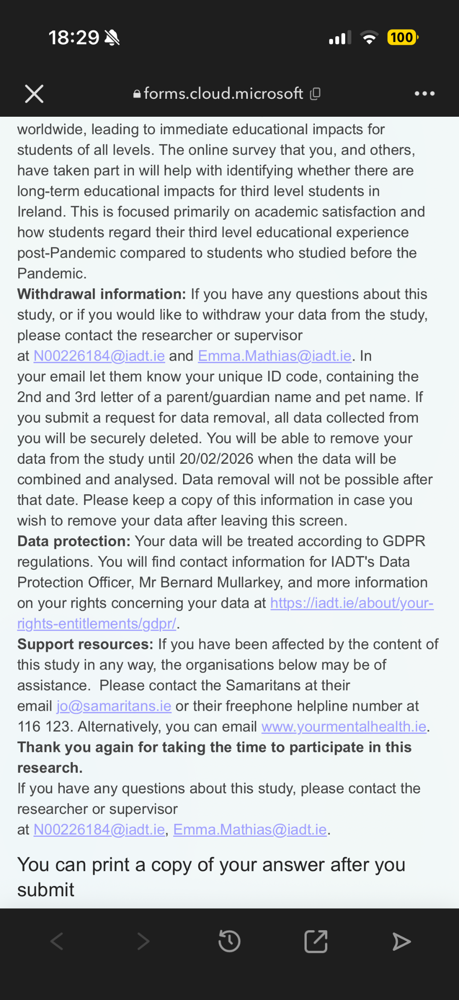 18:29
100
forms.cloud.microsoft
worldwide, leading to immediate educational impacts for
students of all levels. The online survey that you, and others,
have taken part in will help with identifying whether there are
long-term educational impacts for third level students in
Ireland. This is focused primarily on academic satisfaction and
how students regard their third level educational experience
post-Pandemic compared to students who studied before the
Pandemic.
Withdrawal information: If you have any questions about this
study, or if you would like to withdraw your data from the study,
please contact the researcher or supervisor
at N00226184@iadt.ie and Emma.Mathias@iadt.ie. In
your email let them know your unique ID code, containing the
2nd and 3rd letter of a parent/guardian name and pet name. If
you submit a request for data removal, all data collected from
you will be securely deleted. You will be able to remove your
data from the study until 20/02/2026 when the data will be
combined and analysed. Data removal will not be possible after
that date. Please keep a copy of this information in case you
wish to remove your data after leaving this screen.
Data protection: Your data will be treated according to GDPR
regulations. You will find contact information for IADT's Data
Protection Officer, Mr Bernard Mullarkey, and more information
on your rights concerning your data at https://iadt.ie/about/your-
rights-entitlements/gdpr/.
Support resources: If you have been affected by the content of
this study in any way, the organisations below may be of
assistance.  Please contact the Samaritans at their
email jo@samaritans.ie or their freephone helpline number at
116 123. Alternatively, you can email www.yourmentalhealth.ie.
Thank you again for taking the time to participate in this
research.
If you have any questions about this study, please contact the
researcher or supervisor
at N00226184@iadt.ie, Emma.Mathias@iadt.ie.
You can print a copy of your answer after you
submit